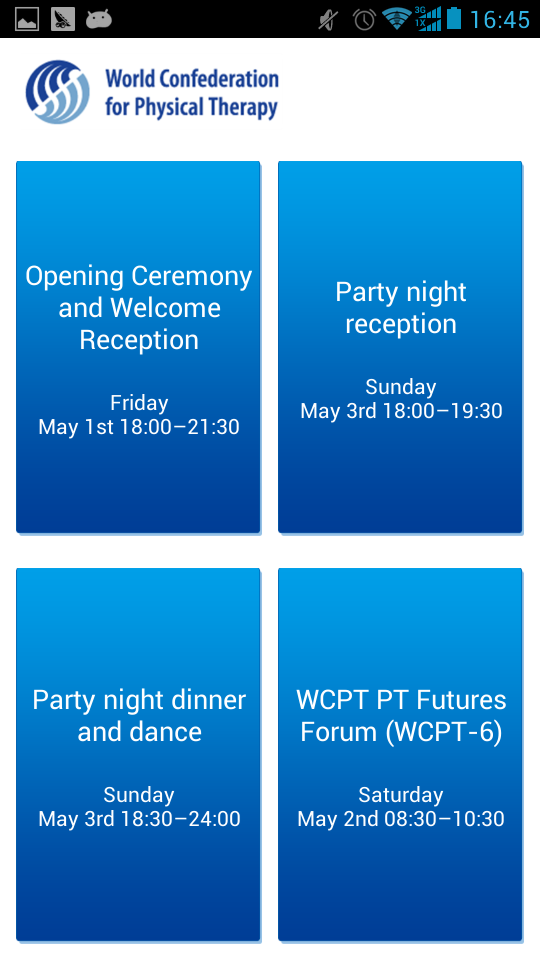 3G
1X
16:45
World Confederation
for Physical Therapy
Opening Ceremony
and Welcome
Reception
Friday
May 1st 18:00–21:30
Party night
reception
Sunday
May 3rd 18:00–19:30
Party night dinner
and dance
Sunday
May 3rd 18:30–24:00
WCPT PT Futures
Forum (WCPT-6)
Saturday
May 2nd 08:30–10:30